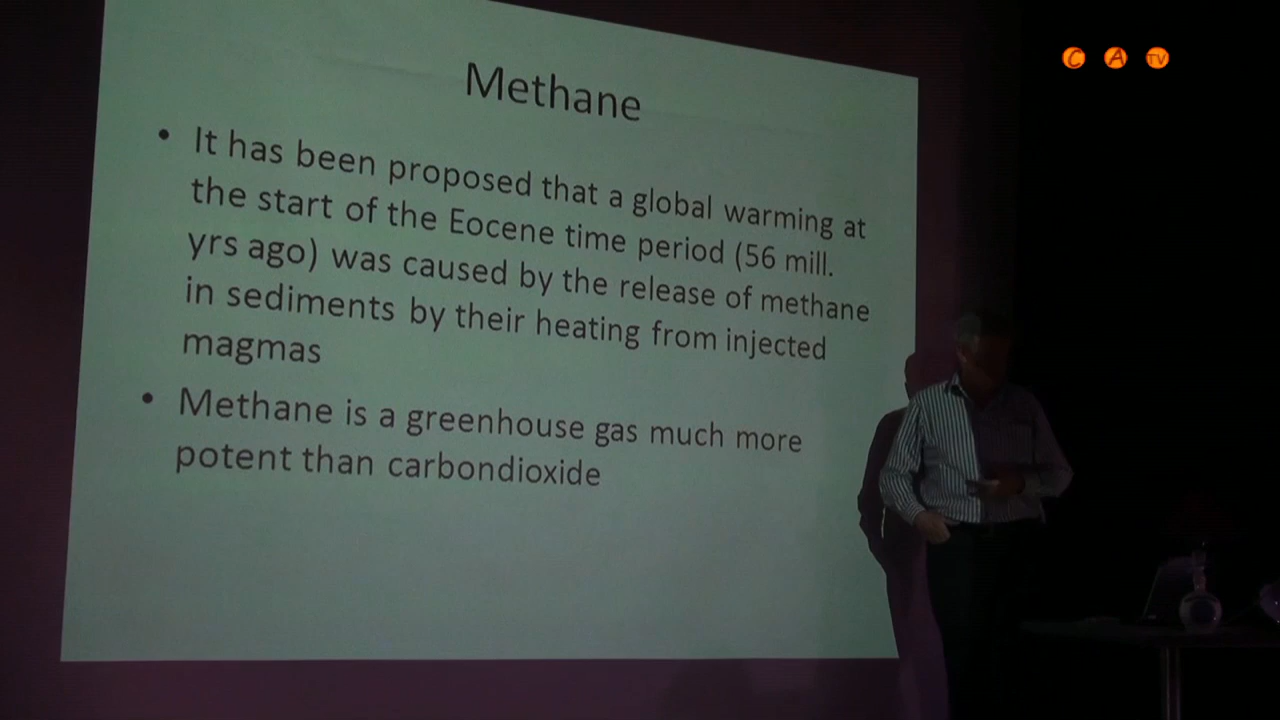 C A TV
Methane
• It has been proposed that a global warming at
the start of the Eocene time period (56 mill.
yrs ago) was caused by the release of methane
in sediments by their heating from injected
magmas
• Methane is a greenhouse gas much more
potent than carbondioxide